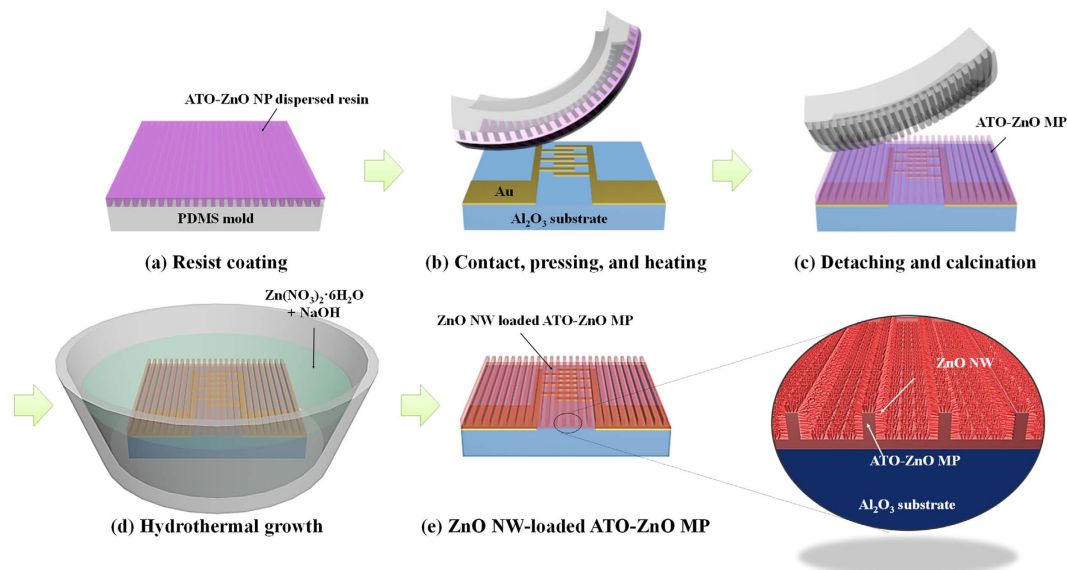 ATO-ZnO NP dispersed resin
PDMS mold
(a) Resist coating
Au
Al₂O₃ substrate
(b) Contact, pressing, and heating
ATO-ZnO MP
(c) Detaching and calcination
Zn(NO₃)₂·6H₂O
+ NaOH
(d) Hydrothermal growth
ZnO NW loaded ATO-ZnO MP
(e) ZnO NW-loaded ATO-ZnO MP
ZnO NW
ATO-ZnO MP
Al₂O₃ substrate